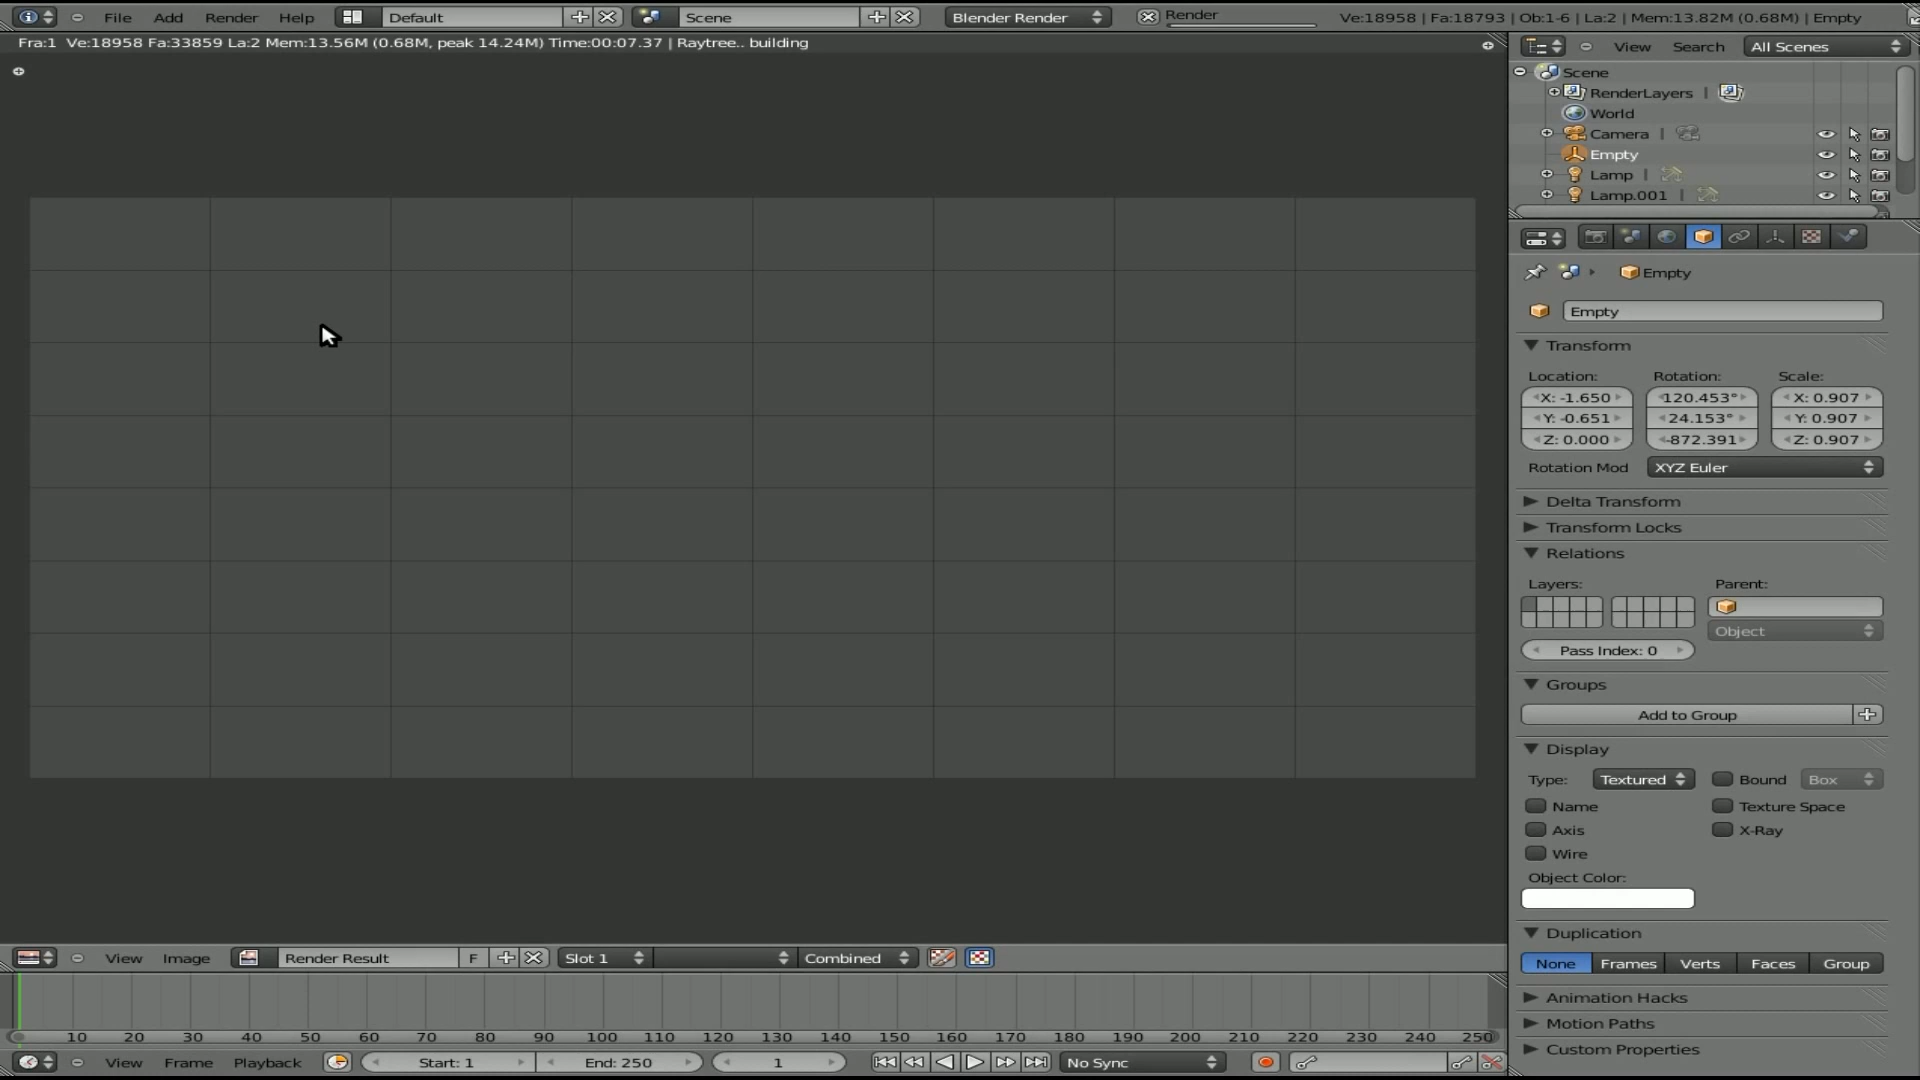 File Add Render Help Default Scene Blender Render Render Ve:18958 | Fa:18793 | Ob:1-6 | La:2 | Mem:13.82M (0.68M) | Empty
Fra:1 Ve:18958 Fa:33859 La:2 Mem:13.56M (0.68M, peak 14.24M) Time:00:07.37 | Raytree.. building
View Search All Scenes
Scene
RenderLayers |
World
Camera |
Empty
Lamp |
Lamp.001 |
Empty
Empty
Transform
Location: Rotation: Scale:
X: -1.650 120.453° X: 0.907
Y: -0.651 24.153° Y: 0.907
Z: 0.000 -872.391 Z: 0.907
Rotation Mod XYZ Euler
Delta Transform
Transform Locks
Relations
Layers: Parent:
Object
Pass Index: 0
Groups
Add to Group
Display
Type: Textured Bound Box
Name Texture Space
Axis X-Ray
Wire
Object Color:
Duplication
None Frames Verts Faces Group
Animation Hacks
Motion Paths
Custom Properties
View Image Render Result F Slot 1 Combined
10 20 30 40 50 60 70 80 90 100 110 120 130 140 150 160 170 180 190 200 210 220 230 240 250
View Frame Playback Start: 1 End: 250 1 No Sync